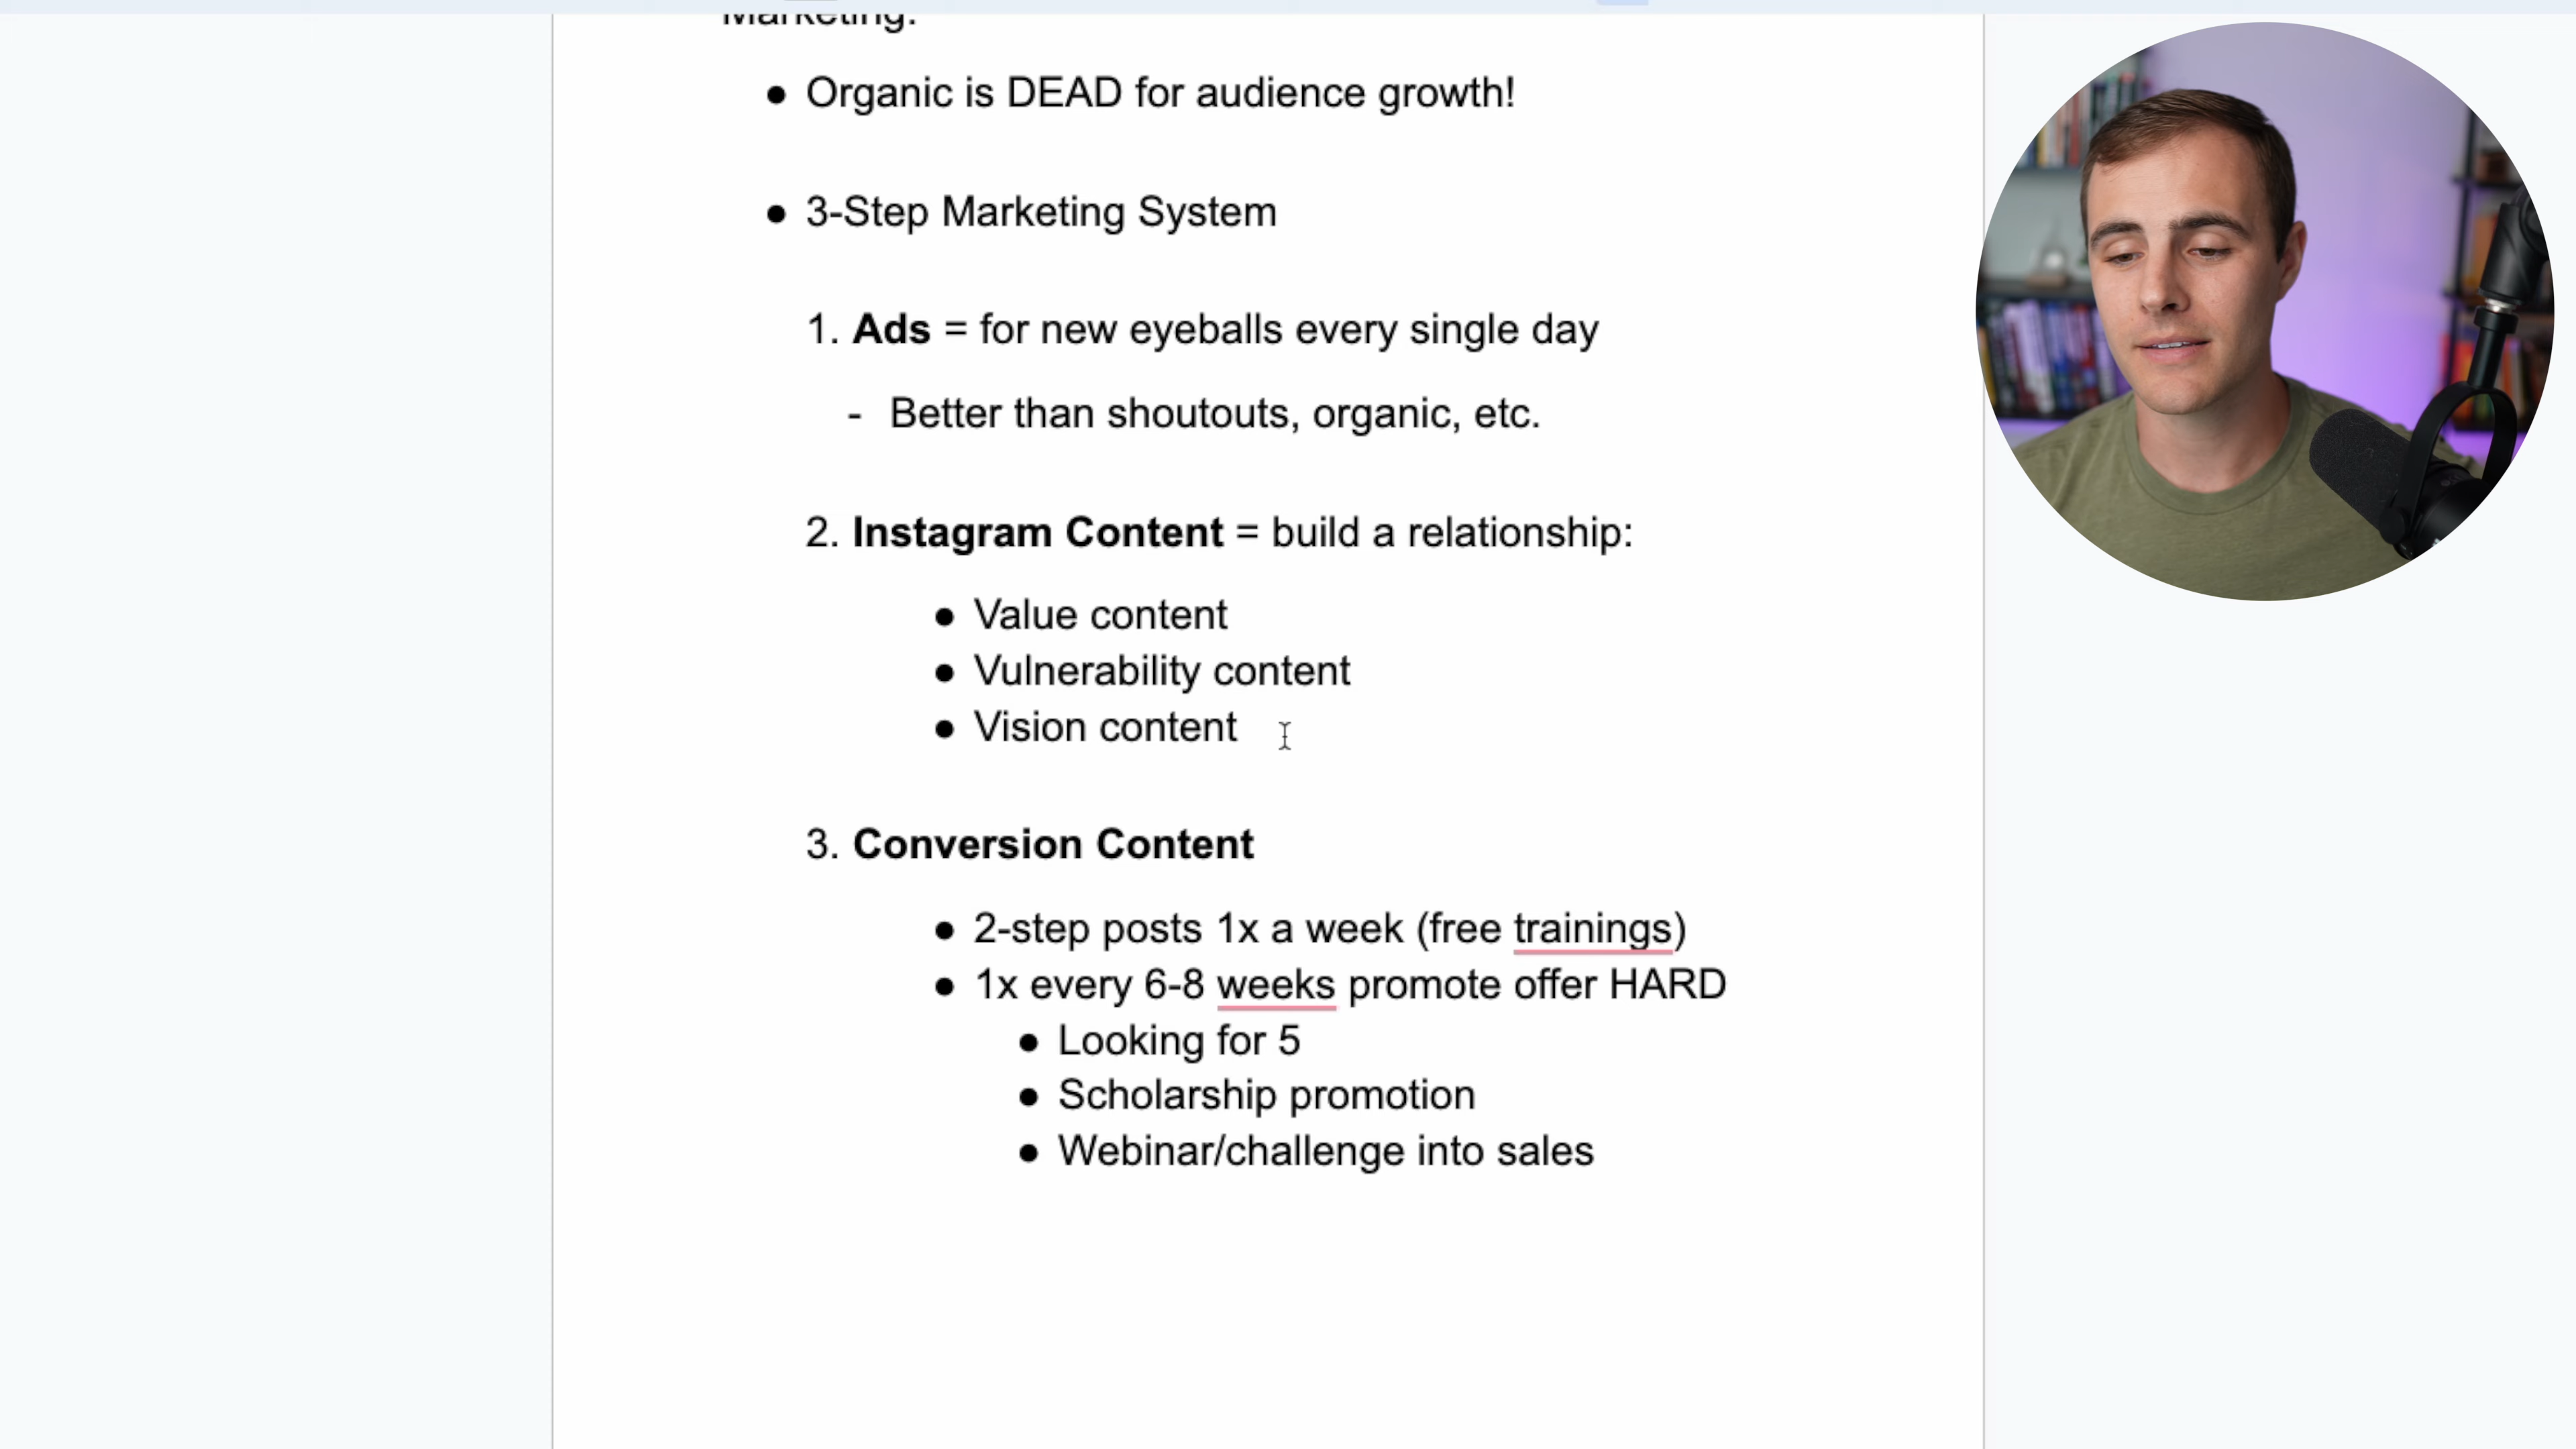 Marketing:
● Organic is DEAD for audience growth!
● 3-Step Marketing System
1. Ads = for new eyeballs every single day
- Better than shoutouts, organic, etc.
2. Instagram Content = build a relationship:
● Value content
● Vulnerability content
● Vision content
3. Conversion Content
● 2-step posts 1x a week (free trainings)
● 1x every 6-8 weeks promote offer HARD
● Looking for 5
● Scholarship promotion
● Webinar/challenge into sales